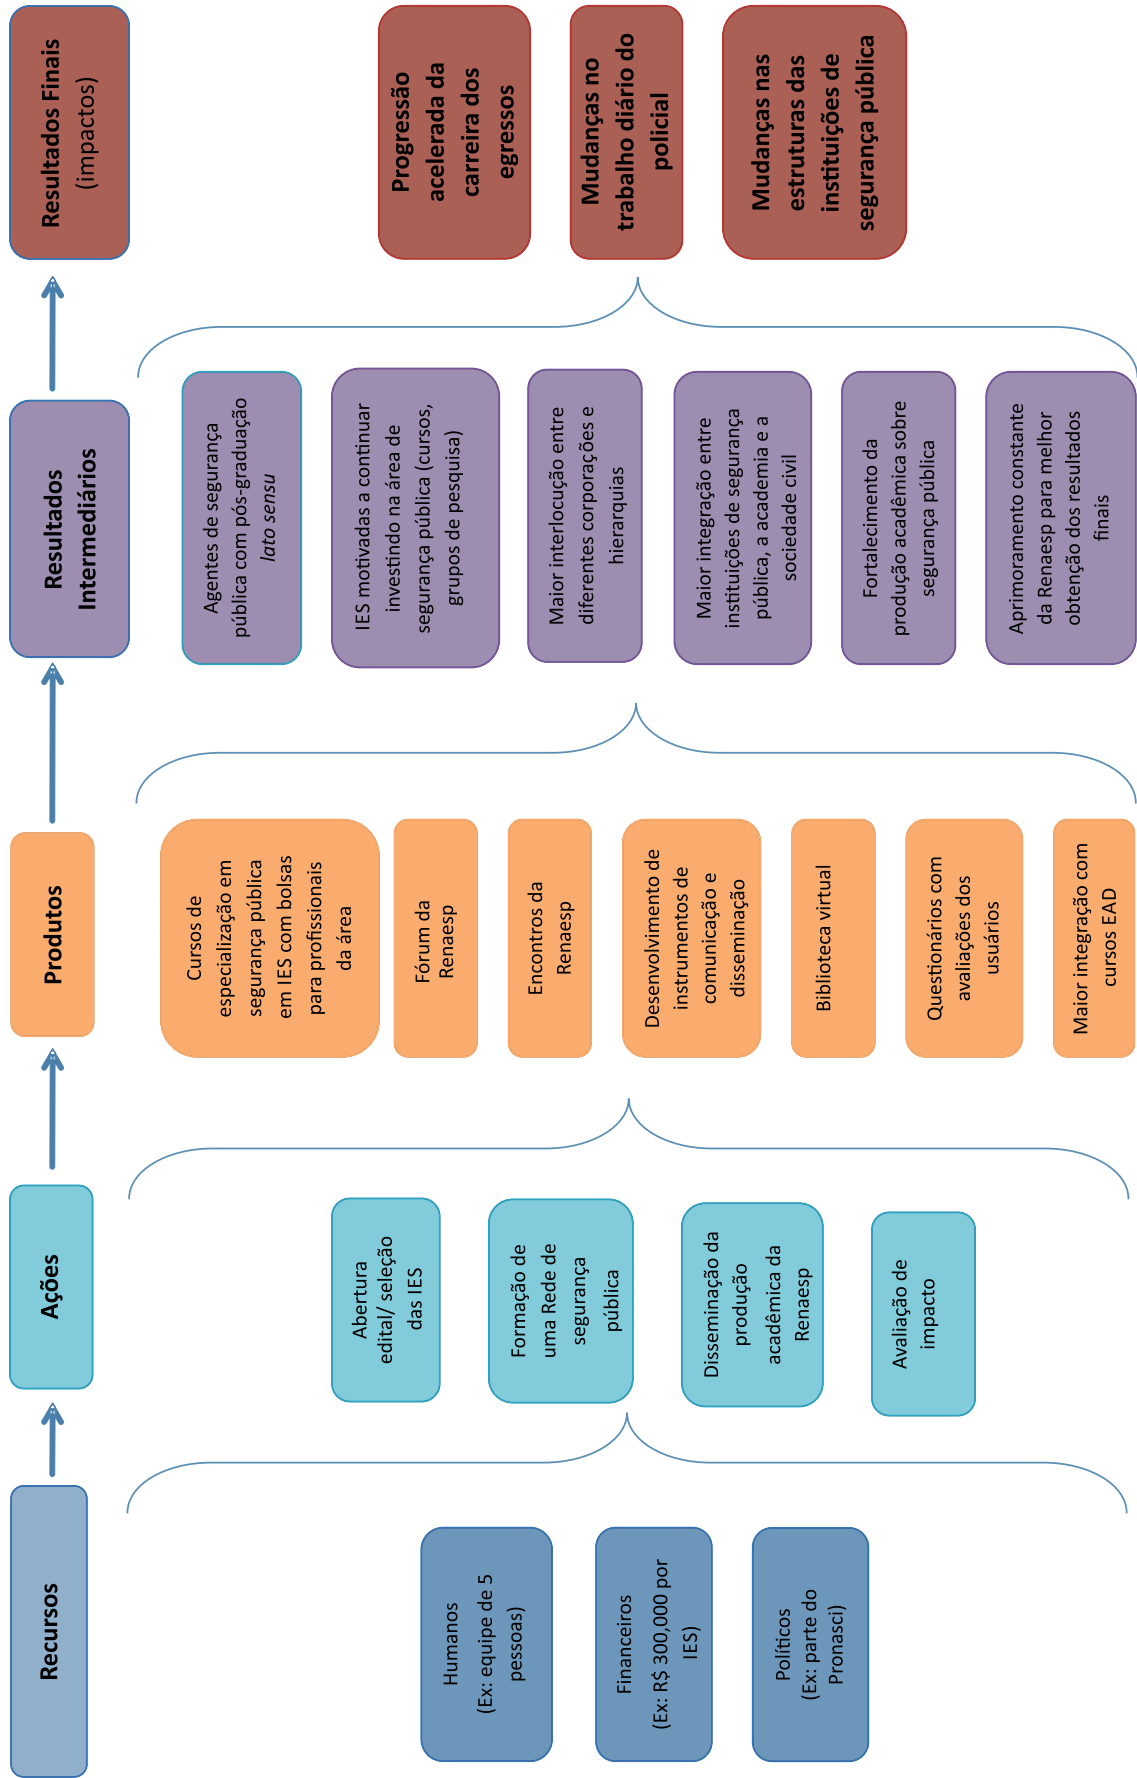 Recursos
Humanos
(Ex: equipe de 5
pessoas)
Financeiros
(Ex: R$ 300,000 por
IES)
Políticos
(Ex: parte do
Pronasci)
Ações
Abertura
edital/ seleção
das IES
Formação de
uma Rede de
segurança
pública
Disseminação da
produção
acadêmica da
Renaesp
Avaliação de
impacto
Produtos
Cursos de
especialização em
segurança pública
em IES com bolsas
para profissionais
da área
Fórum da
Renaesp
Encontros da
Renaesp
Desenvolvimento de
instrumentos de
comunicação e
disseminação
Biblioteca virtual
Questionários com
avaliações dos
usuários
Maior integração com
cursos EAD
Resultados
Intermediários
Agentes de segurança
pública com pós-graduação
lato sensu
IES motivadas a continuar
investindo na área de
segurança pública (cursos,
grupos de pesquisa)
Maior interlocução entre
diferentes corporações e
hierarquias
Maior integração entre
instituições de segurança
pública, a academia e a
sociedade civil
Fortalecimento da
produção acadêmica sobre
segurança pública
Aprimoramento constante
da Renaesp para melhor
obtenção dos resultados
finais
Resultados Finais
(impactos)
Progressão
acelerada da
carreira dos
egressos
Mudanças no
trabalho diário do
policial
Mudanças nas
estruturas das
instituições de
segurança pública